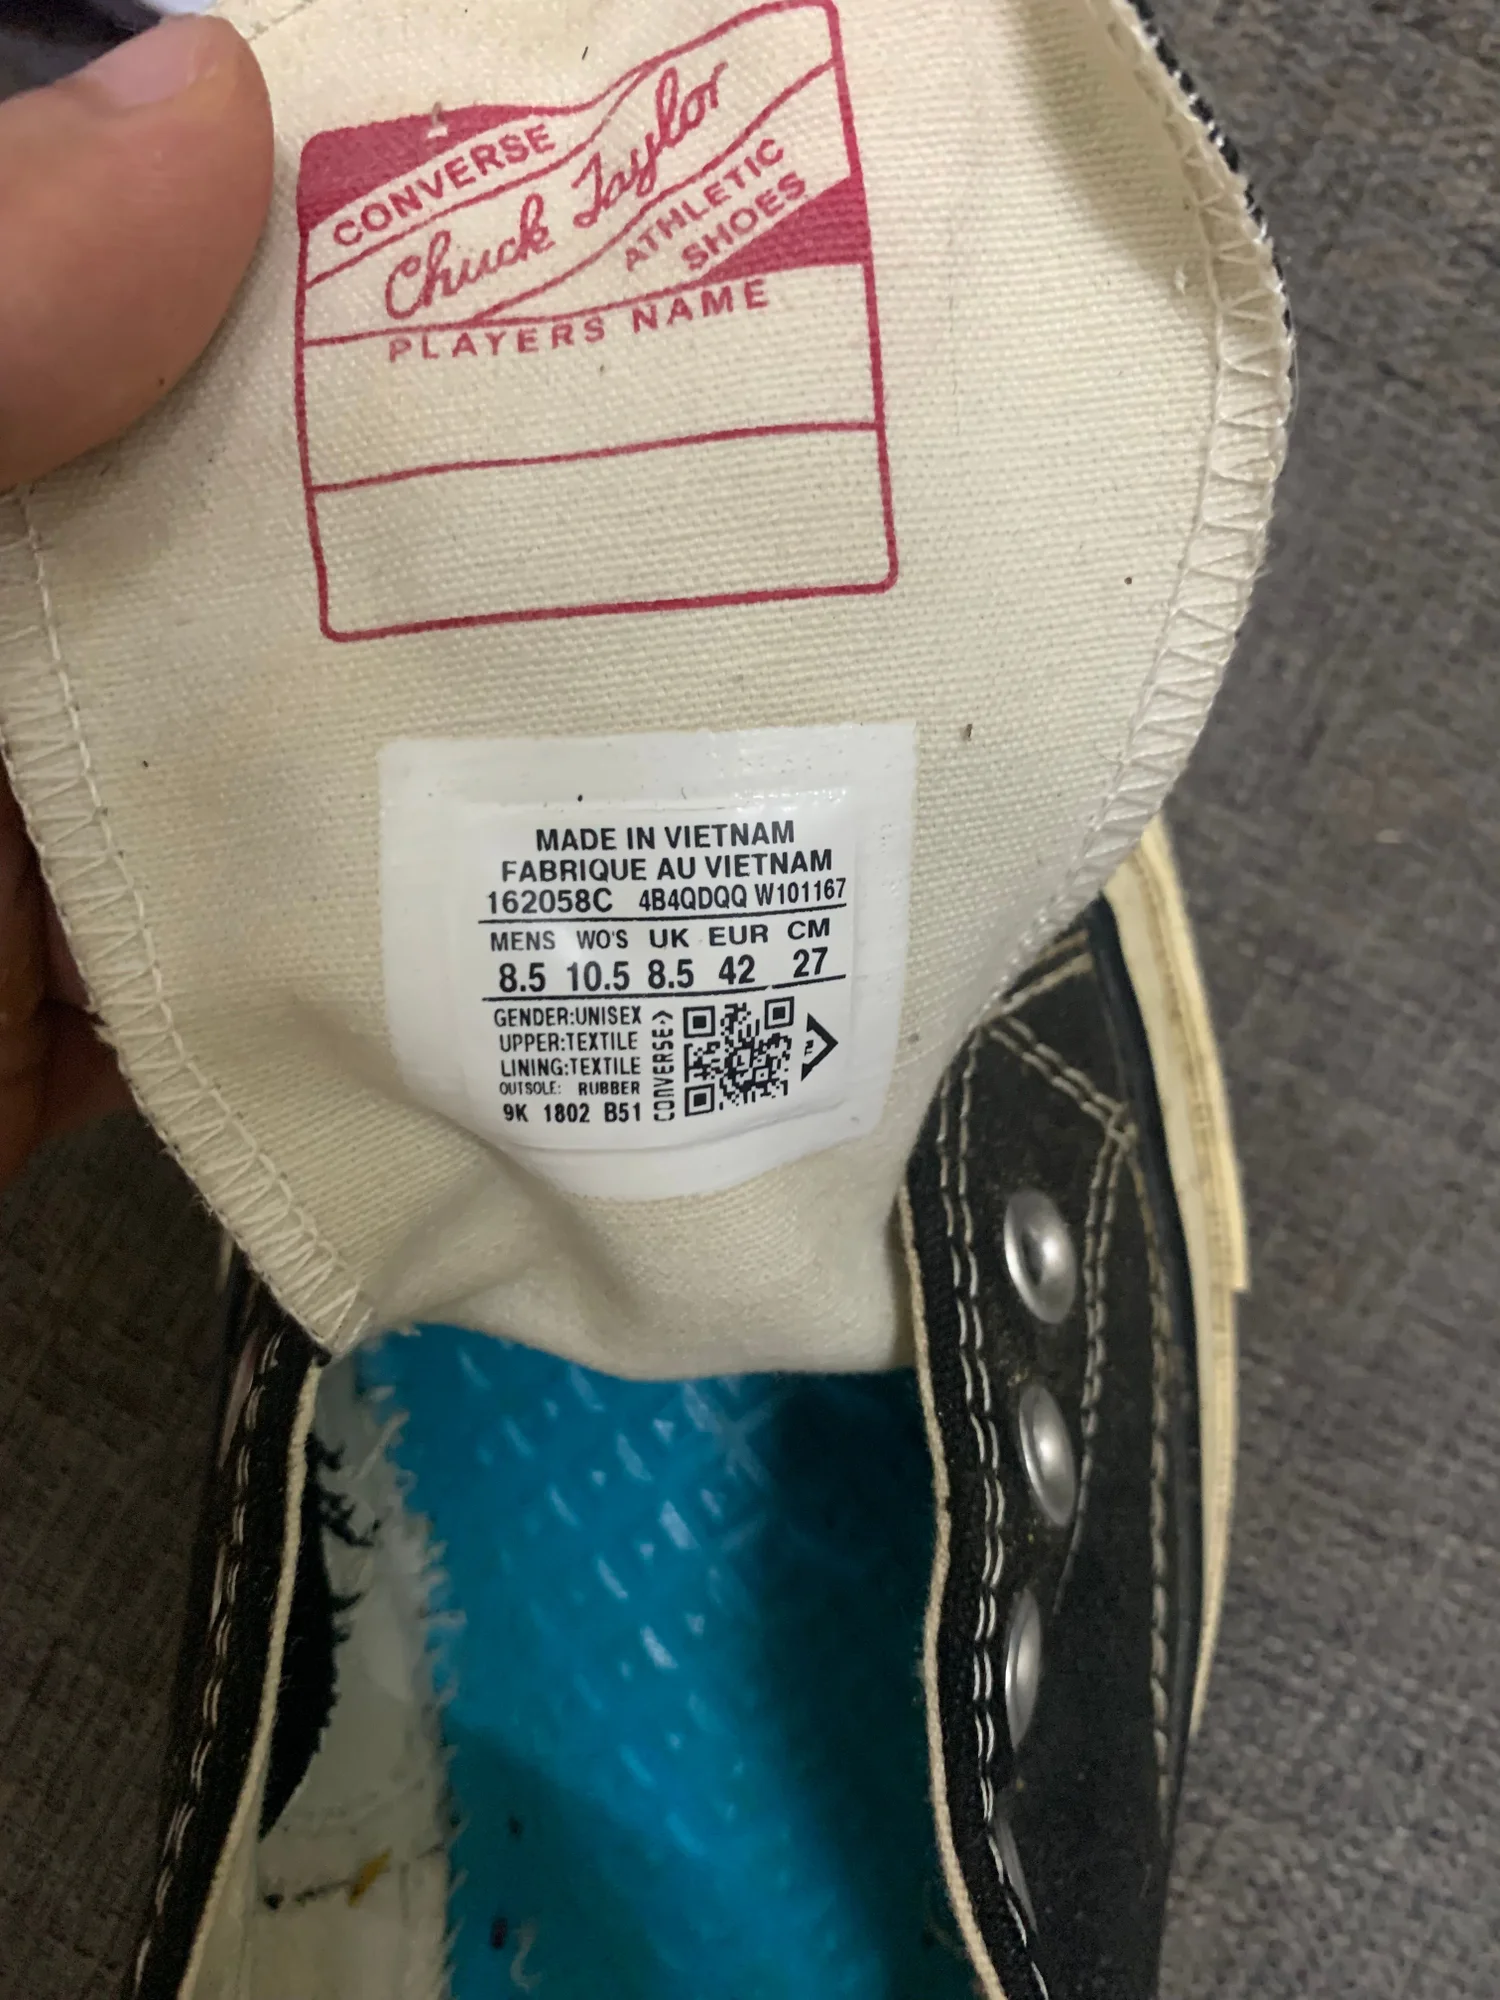 CONVERSE
Chuck Taylor
ATHLETIC
SHOES
PLAYERS NAME
MADE IN VIETNAM
FABRIQUE AU VIETNAM
162058C 4B4QDQQ W101167
MENS WO'S UK EUR CM
8.5 10.5 8.5 42 27
GENDER:UNISEX
UPPER:TEXTILE
LINING:TEXTILE
OUTSOLE: RUBBER
9K 1802 B51
CONVERSE